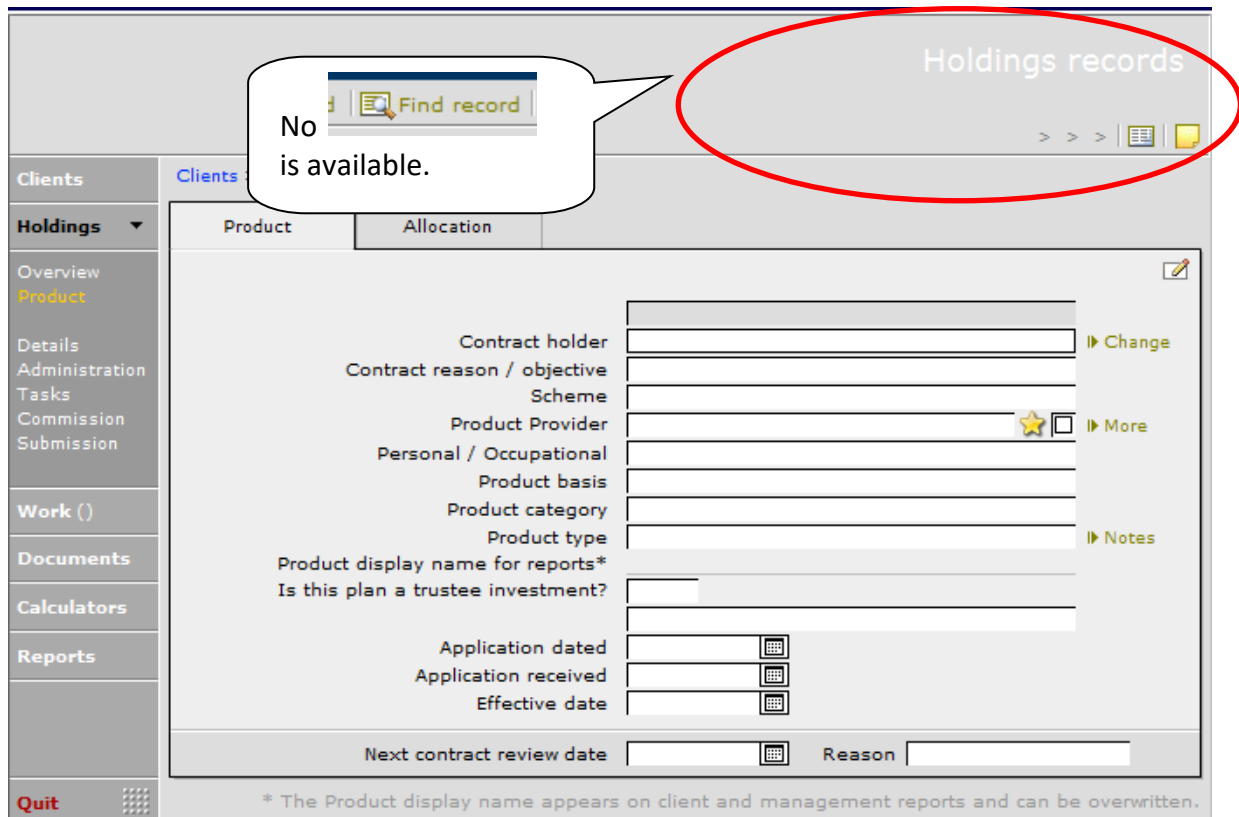 Holdings records
Find record
No
is available.
> > >
Clients
Clients
Holdings
Product
Allocation
Overview
Product
Details
Administration
Tasks
Commission
Submission
Work ()
Documents
Calculators
Reports
Quit
Contract holder
Change
Contract reason / objective
Scheme
Product Provider
More
Personal / Occupational
Product basis
Product category
Product type
Notes
Product display name for reports*
Is this plan a trustee investment?
Application dated
Application received
Effective date
Next contract review date
Reason
* The Product display name appears on client and management reports and can be overwritten.